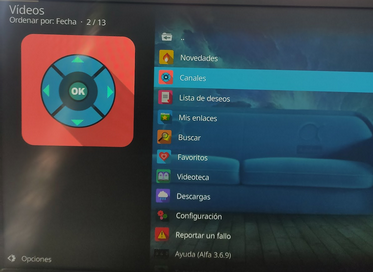 Vídeos
Ordenar por: Fecha · 2 / 13
OK
..
Novedades
Canales
Lista de deseos
Mis enlaces
Buscar
Favoritos
Videoteca
Descargas
Configuración
Reportar un fallo
Ayuda (Alfa 3.6.9)
Opciones